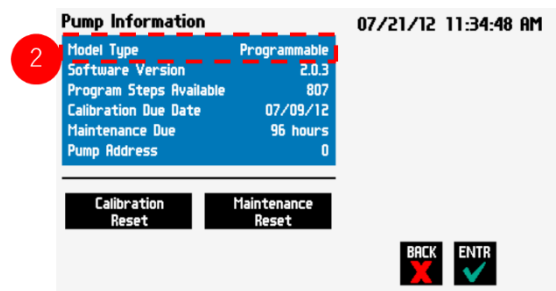 Pump Information 07/21/12 11:34:48 AM
2
Model Type Programmable
Software Version 2.0.3
Program Steps Available 807
Calibration Due Date 07/09/12
Maintenance Due 96 hours
Pump Address 0
Calibration Reset
Maintenance Reset
BACK ENTR